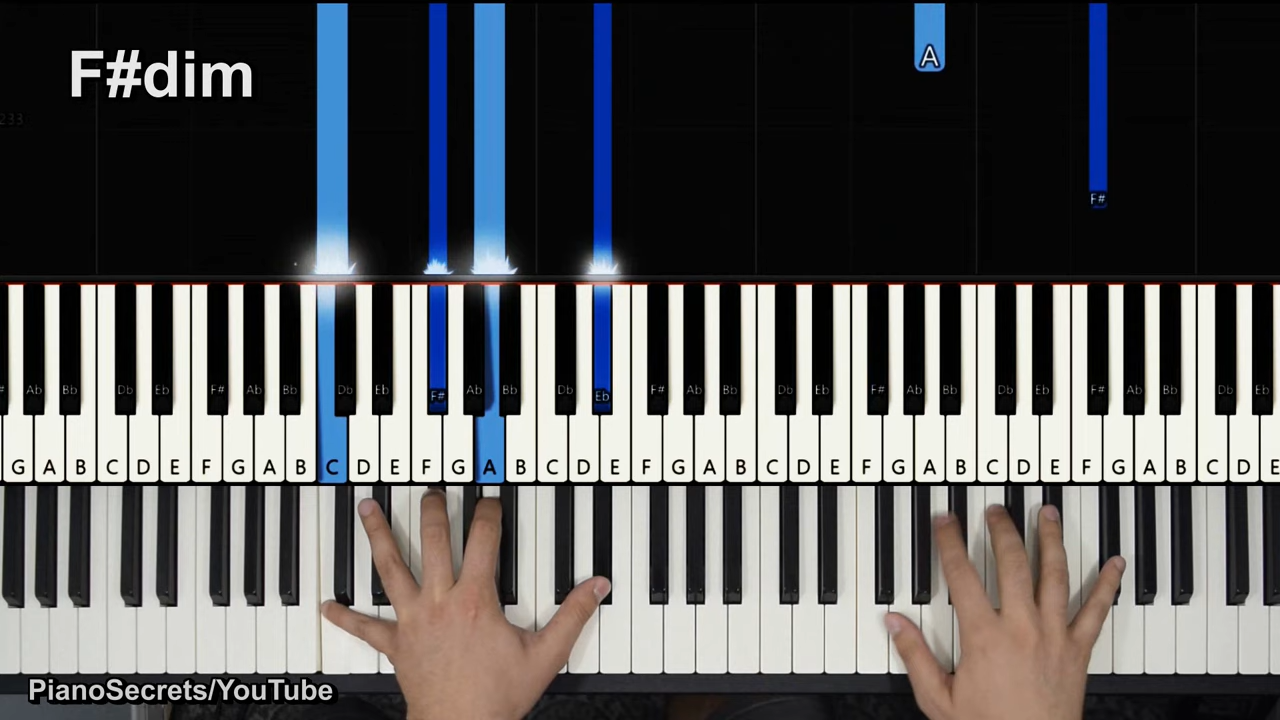 F#dim
A
233
F#
Ab Bb Db Eb F# Ab Bb Db Eb F# Ab Bb Db Eb F# Ab Bb Db Eb F# Ab Bb Db Eb F# Ab Bb Db Eb
G A B C D E F G A B C D E F G A B C D E F G A B C D E F G A B C D E F G A B C D E
PianoSecrets/YouTube